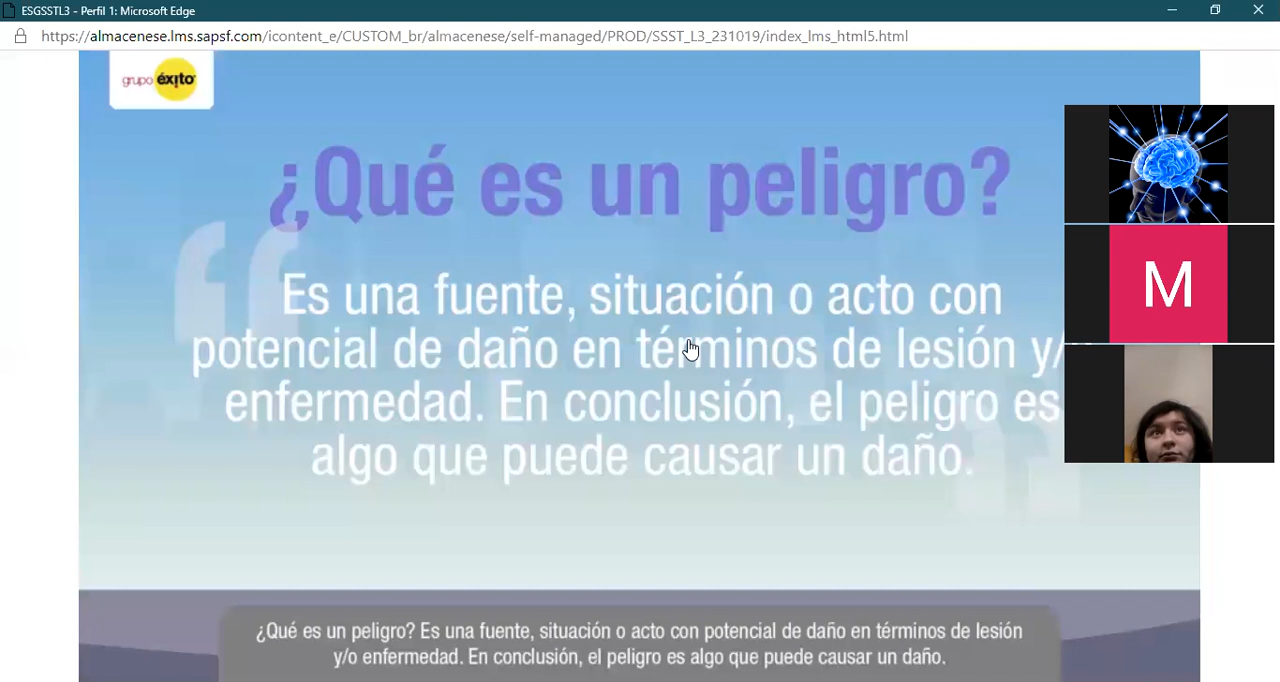 ESGSSTL3 - Perfil 1: Microsoft Edge
https://almacenese.lms.sapsf.com/icontent_e/CUSTOM_br/almacenese/self-managed/PROD/SSST_L3_231019/index_lms_html5.html
grupo éxito
¿Qué es un peligro?
“
Es una fuente, situación o acto con
potencial de daño en términos de lesión y/
enfermedad. En conclusión, el peligro es
algo que puede causar un daño.
”
M
¿Qué es un peligro? Es una fuente, situación o acto con potencial de daño en términos de lesión
y/o enfermedad. En conclusión, el peligro es algo que puede causar un daño.